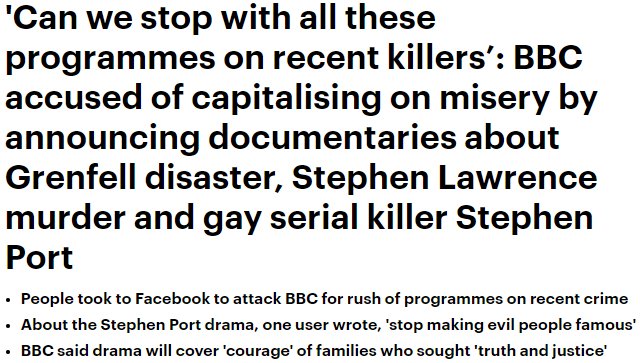 'Can we stop with all these
programmes on recent killers’: BBC
accused of capitalising on misery by
announcing documentaries about
Grenfell disaster, Stephen Lawrence
murder and gay serial killer Stephen
Port
• People took to Facebook to attack BBC for rush of programmes on recent crime
• About the Stephen Port drama, one user wrote, 'stop making evil people famous'
• BBC said drama will cover 'courage' of families who sought 'truth and justice'